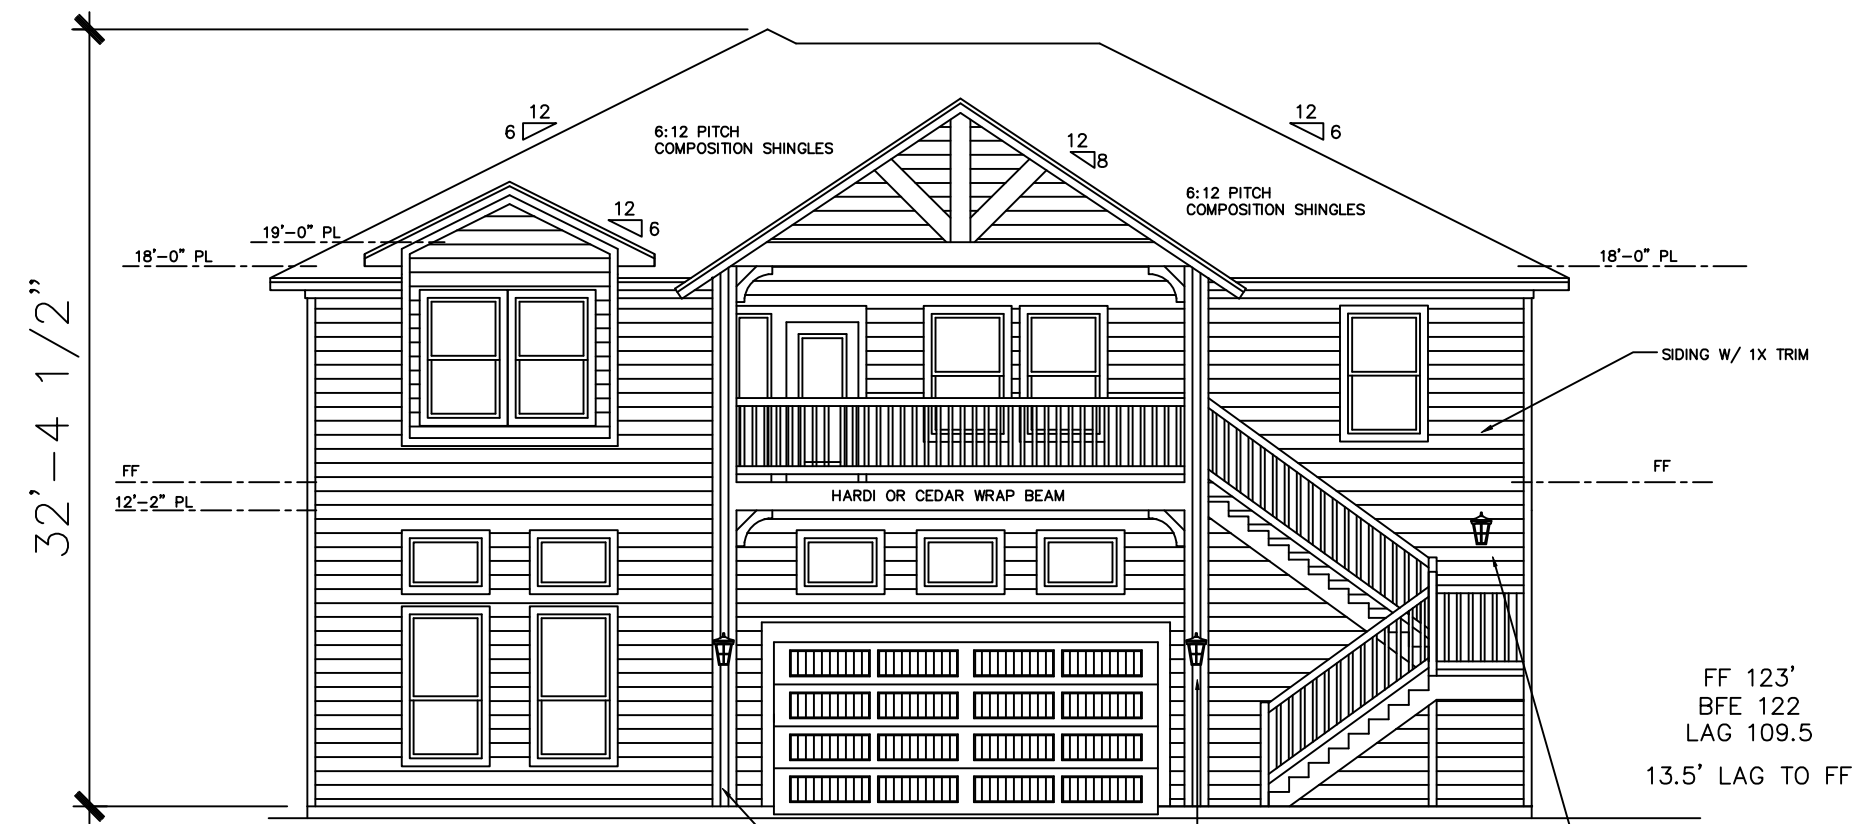 12
6
12
6
6:12 PITCH
COMPOSITION SHINGLES
12
8
6:12 PITCH
COMPOSITION SHINGLES
12
6
19'-0" PL
18'-0" PL
18'-0" PL
32'-4 1/2"
SIDING W/ 1X TRIM
FF
FF
12'-2" PL
HARDI OR CEDAR WRAP BEAM
FF 123'
BFE 122
LAG 109.5
13.5' LAG TO FF